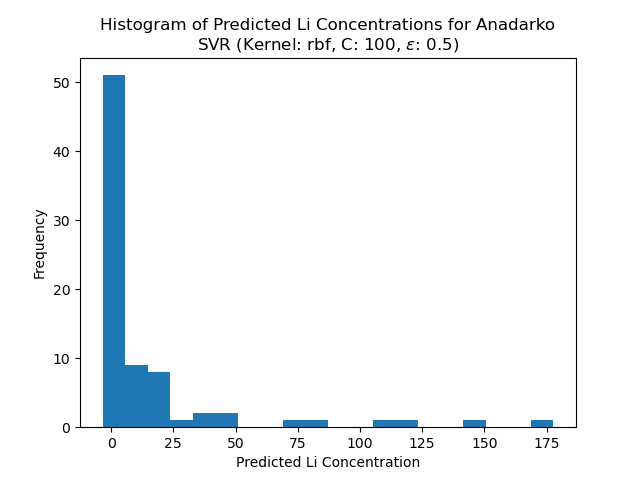 Histogram of Predicted Li Concentrations for Anadarko
SVR (Kernel: rbf, C: 100, ε: 0.5)
50
40
30
20
10
0
Frequency
0 25 50 75 100 125 150 175
Predicted Li Concentration